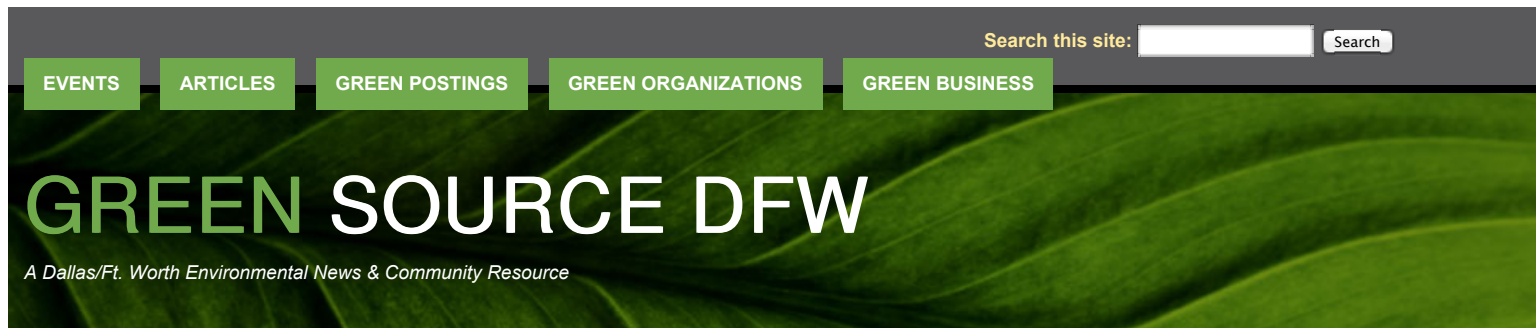 Search this site: Search
EVENTS ARTICLES GREEN POSTINGS GREEN ORGANIZATIONS GREEN BUSINESS
GREEN SOURCE DFW
A Dallas/Ft. Worth Environmental News & Community Resource